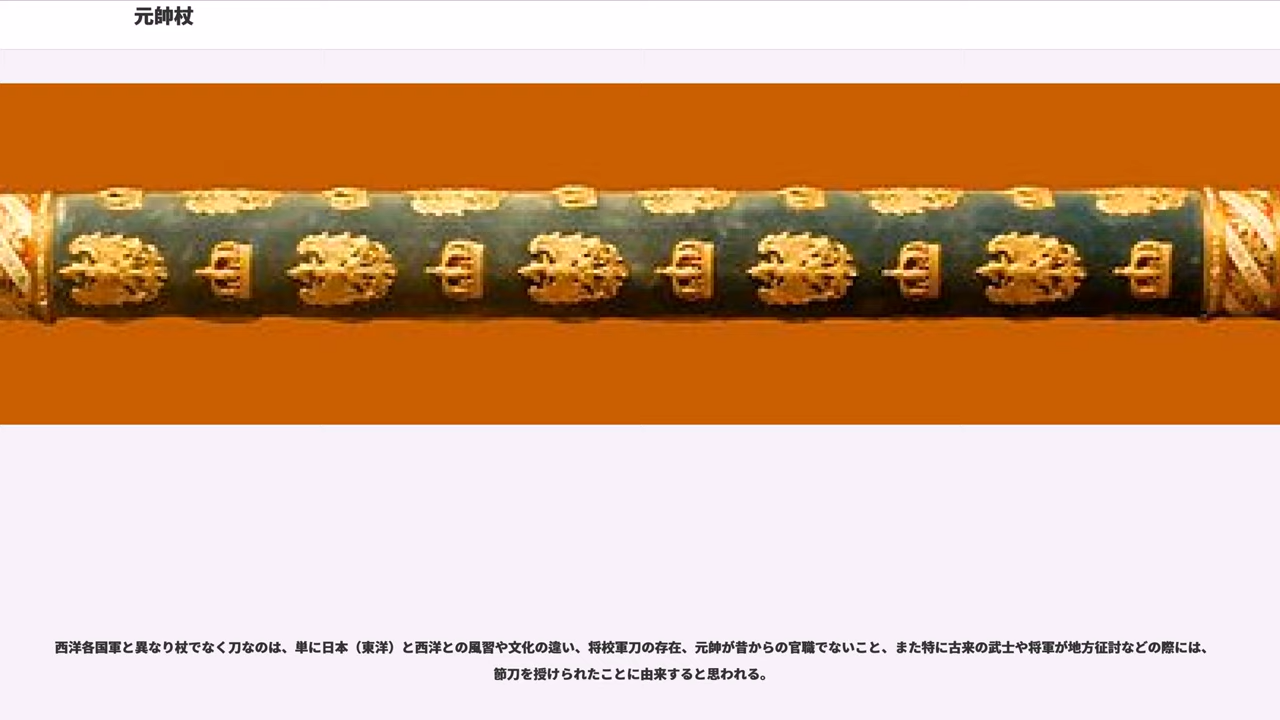 元帥杖
西洋各国軍と異なり杖でなく刀なのは、単に日本（東洋）と西洋との風習や文化の違い、将校軍刀の存在、元帥が昔からの官職でないこと、また特に古来の武士や将軍が地方征討などの際には、
節刀を授けられたことに由来すると思われる。